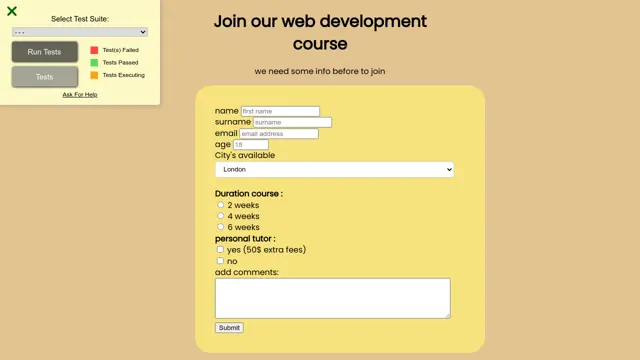 Select Test Suite:
- - -
Run Tests
Tests
Test(s) Failed
Tests Passed
Tests Executing
Ask For Help
Join our web development
course
we need some info before to join
name first name
surname surname
email email address
age 18
City's available
London
Duration course :
2 weeks
4 weeks
6 weeks
personal tutor :
yes (50$ extra fees)
no
add comments:
Submit